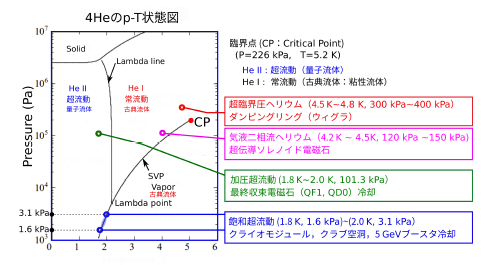 4Heのp-T状態図
Pressure (Pa)
10⁷
10⁶
10⁵
10⁴
10³
3.1 kPa
1.6 kPa
0 1 2 3 4 5 6
Solid
Lambda line
He II
超流動
量子流体
He I
常流動
古典流体
CP
SVP
Vapor
古典流体
Lambda point
臨界点 (CP：Critical Point)
(P=226 kPa, T=5.2 K)
He II：超流動（量子流体）
He I： 常流動（古典流体：粘性流体）
超臨界圧ヘリウム（4.5 K~4.8 K, 300 kPa~400 kPa）
ダンピングリング（ウィグラ）
気液二相流ヘリウム（4.2 K ~ 4.5K, 120 kPa ~150 kPa)
超伝導ソレノイド電磁石
加圧超流動 (1.8 K~2.0 K, 101.3 kPa)
最終収束電磁石（QF1, QD0）冷却
飽和超流動 (1.8 K, 1.6 kPa)~(2.0 K, 3.1 kPa)
クライオモジュール，クラブ空洞，5 GeVブースタ冷却